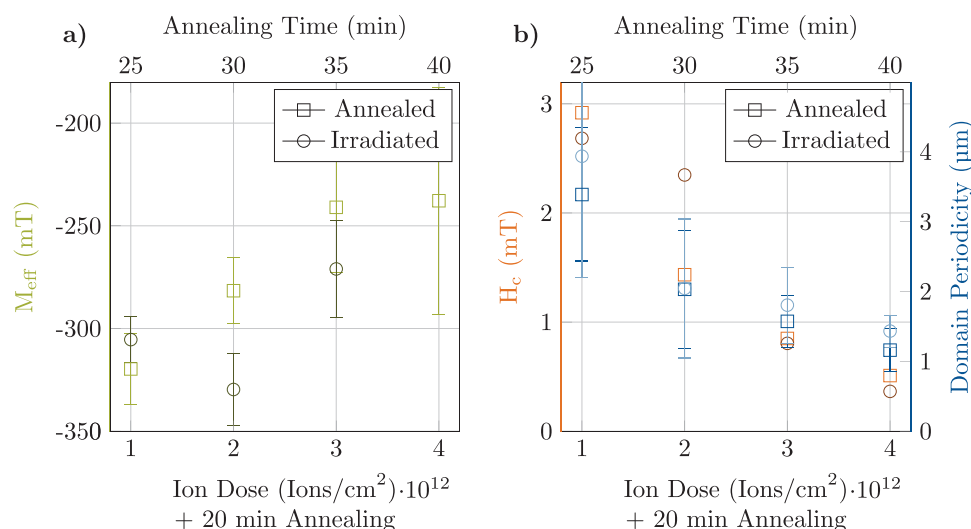 a)
Annealing Time (min)
25 30 35 40
Annealed
Irradiated
-200
-250
-300
-350
M_eff (mT)
1 2 3 4
Ion Dose (Ions/cm²)·10¹²
+ 20 min Annealing
b)
Annealing Time (min)
25 30 35 40
Annealed
Irradiated
3
2
1
0
H_c (mT)
4
3
2
1
0
Domain Periodicity (µm)
1 2 3 4
Ion Dose (Ions/cm²)·10¹²
+ 20 min Annealing